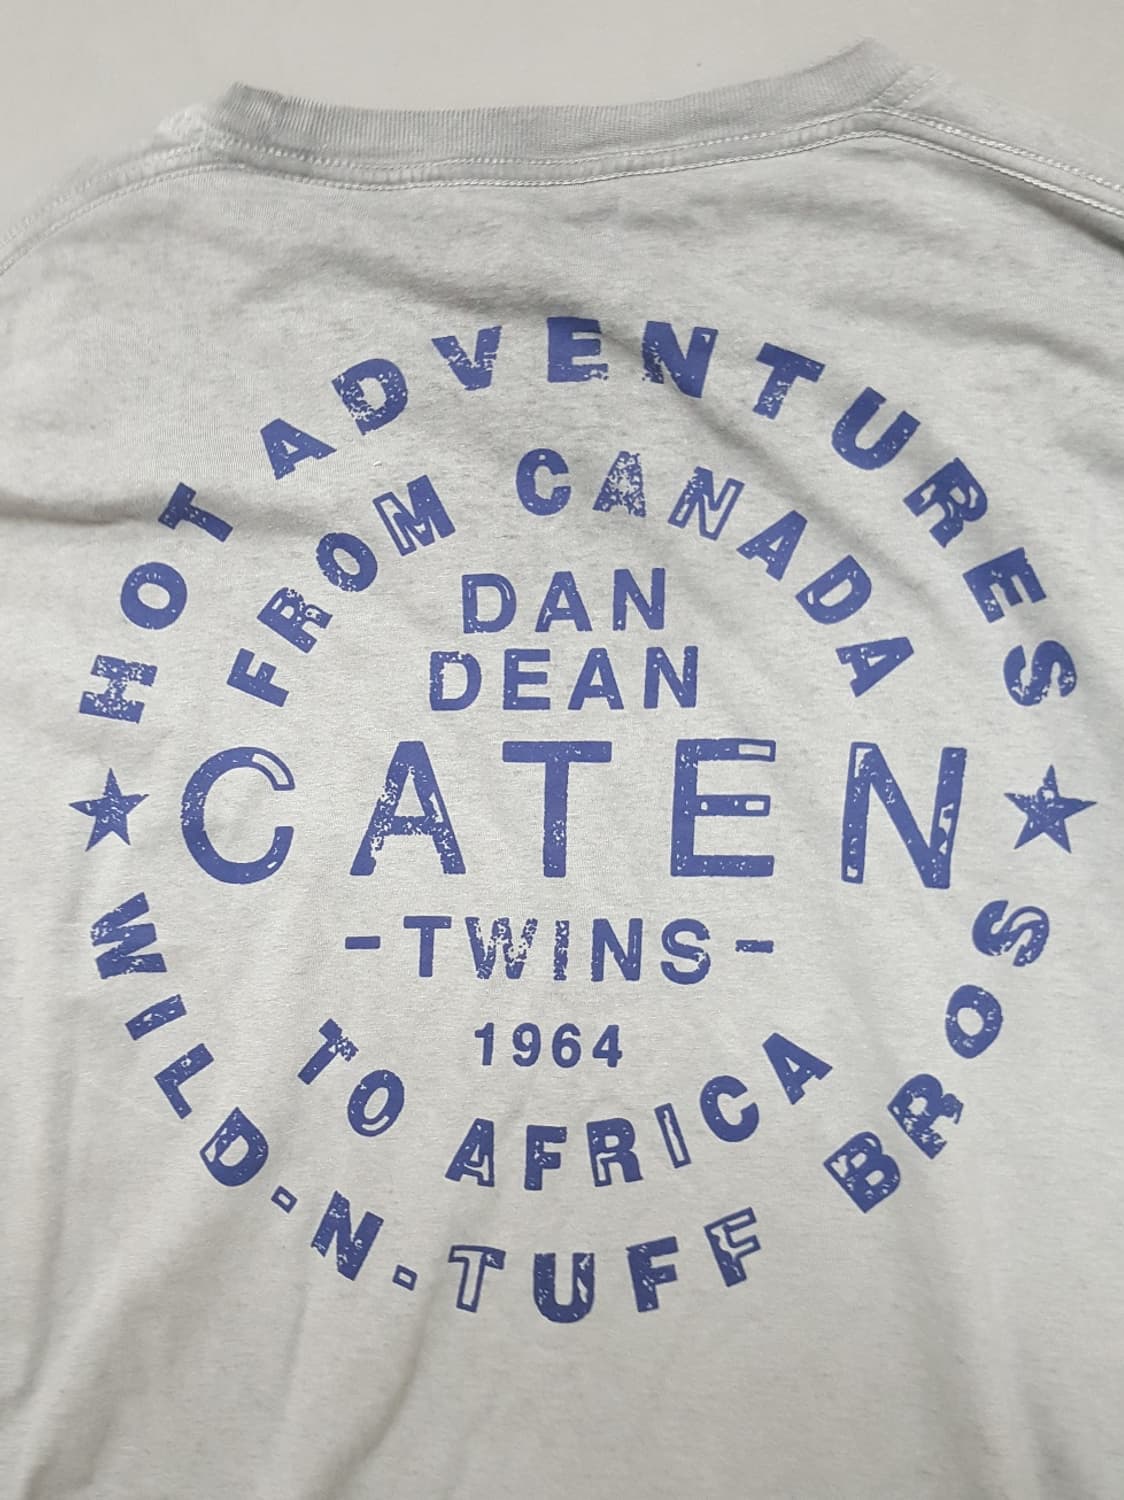 HOT ADVENTURES
FROM CANADA
DAN
DEAN
CATEN
-TWINS-
1964
TO AFRICA
WILD-N-TUFF BROS